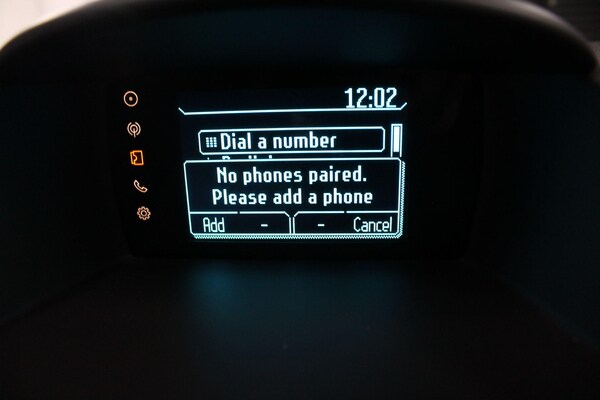 12:02
Dial a number
No phones paired.
Please add a phone
Add - - Cancel